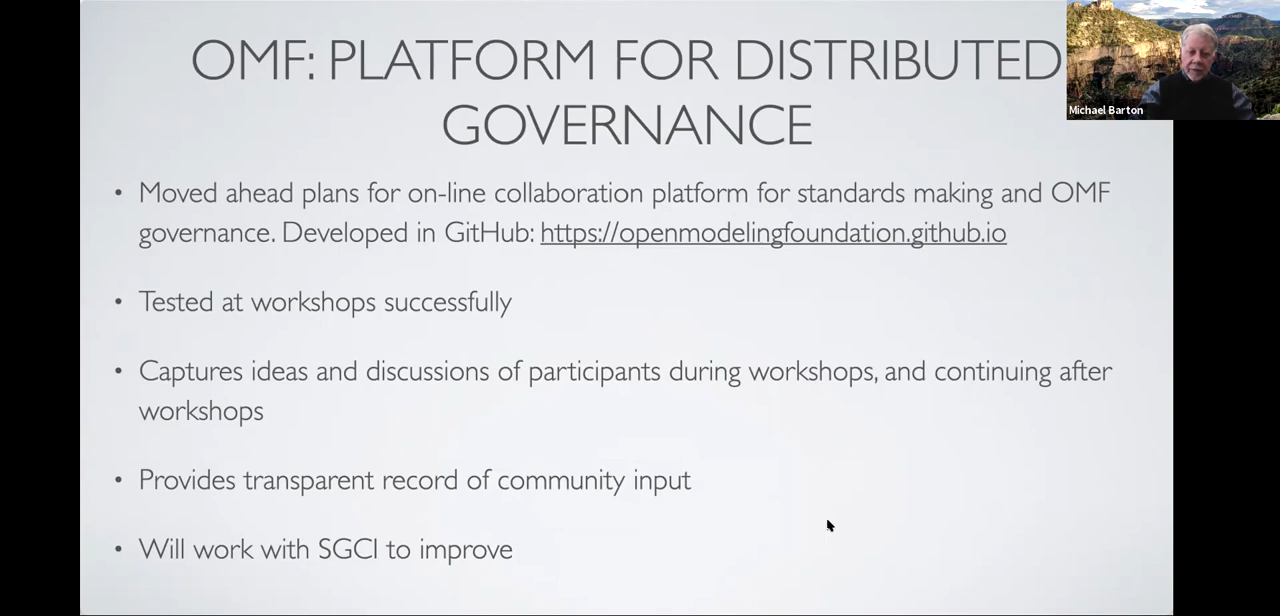 OMF: PLATFORM FOR DISTRIBUTED
GOVERNANCE
Michael Barton
• Moved ahead plans for on-line collaboration platform for standards making and OMF
governance. Developed in GitHub: https://openmodelingfoundation.github.io
• Tested at workshops successfully
• Captures ideas and discussions of participants during workshops, and continuing after
workshops
• Provides transparent record of community input
• Will work with SGCI to improve